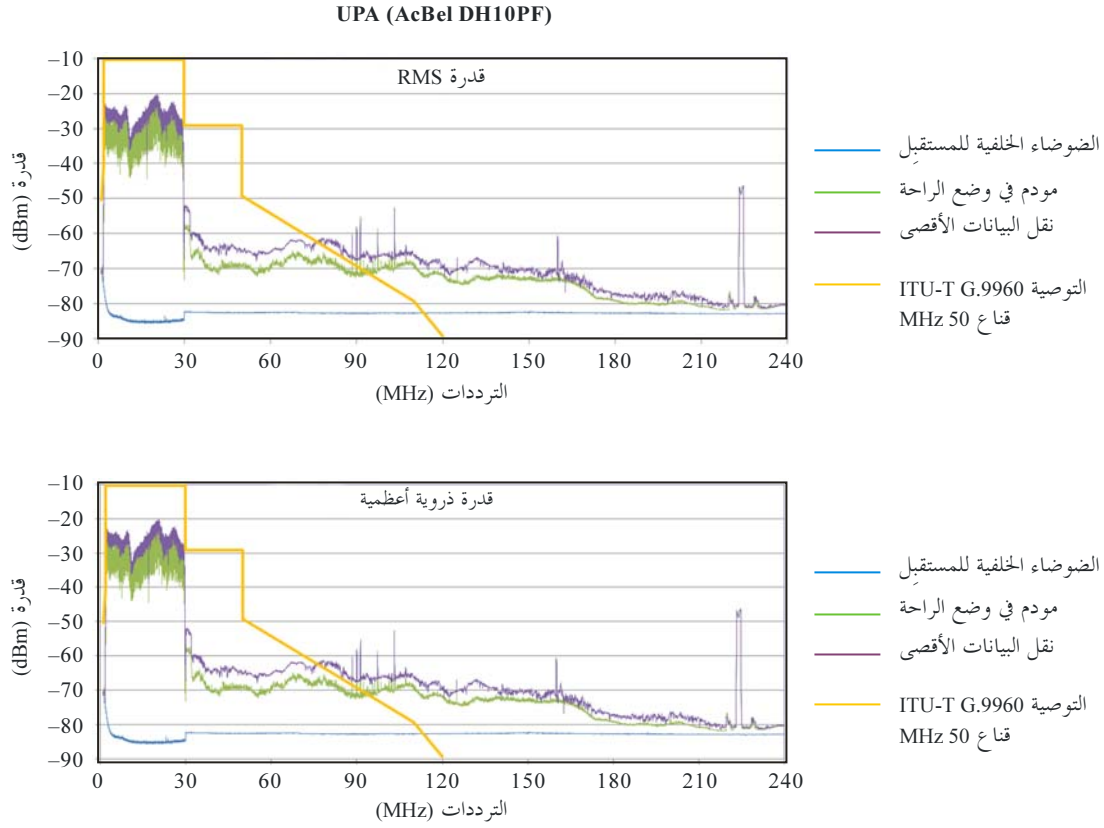 UPA (AcBel DH10PF)
قدرة RMS
قدرة (dBm)
–10
–20
–30
–40
–50
–60
–70
–80
–90
0
30
60
90
120
150
180
210
240
الترددات (MHz)
الضوضاء الخلفية للمستقبِل
مودم في وضع الراحة
نقل البيانات الأقصى
التوصية ITU-T G.9960
قناع 50 MHz
قدرة ذروية أعظمية
قدرة (dBm)
–10
–20
–30
–40
–50
–60
–70
–80
–90
0
30
60
90
120
150
180
210
240
الترددات (MHz)
الضوضاء الخلفية للمستقبِل
مودم في وضع الراحة
نقل البيانات الأقصى
التوصية ITU-T G.9960
قناع 50 MHz